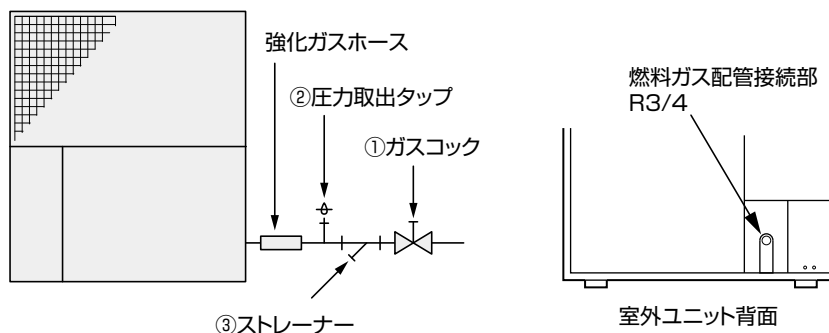 強化ガスホース
②圧力取出タップ
①ガスコック
③ストレーナー
燃料ガス配管接続部
R3/4
室外ユニット背面